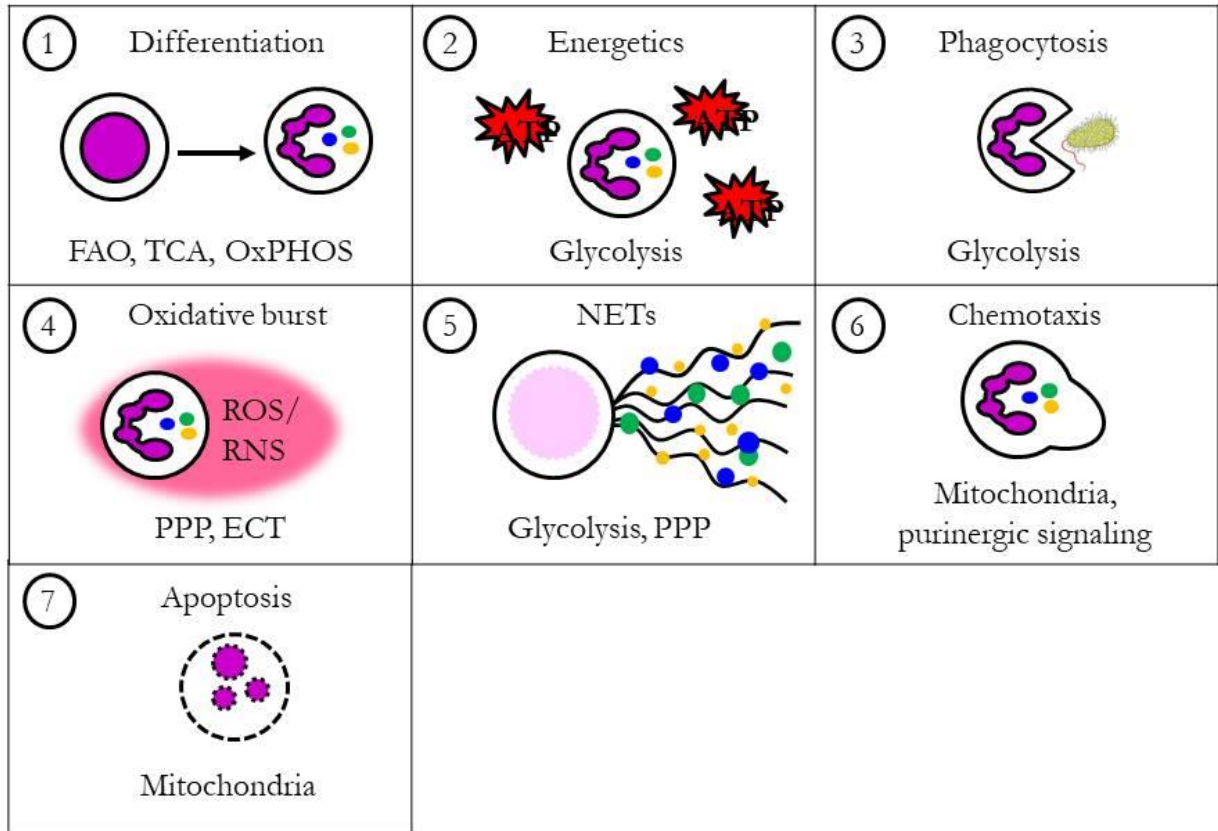 1 Differentiation
FAO, TCA, OxPHOS
2 Energetics
ATP
ATP
ATP
Glycolysis
3 Phagocytosis
Glycolysis
4 Oxidative burst
ROS/
RNS
PPP, ECT
5 NETs
Glycolysis, PPP
6 Chemotaxis
Mitochondria,
purinergic signaling
7 Apoptosis
Mitochondria